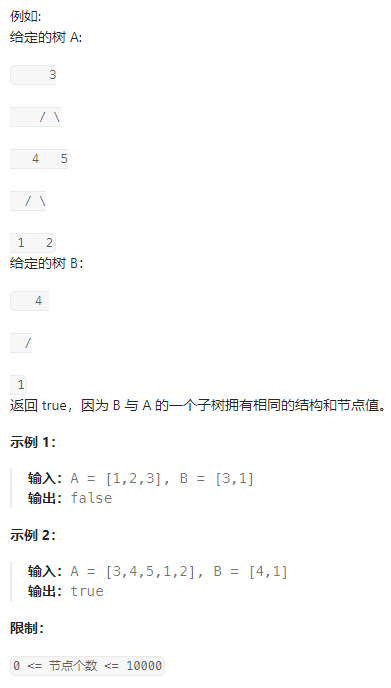 例如:
给定的树 A:
3
/ \
4   5
/ \
1   2
给定的树 B：
4
/
1
返回 true，因为 B 与 A 的一个子树拥有相同的结构和节点值。
示例 1：
输入：A = [1,2,3], B = [3,1]
输出：false
示例 2：
输入：A = [3,4,5,1,2], B = [4,1]
输出：true
限制：
0 <= 节点个数 <= 10000